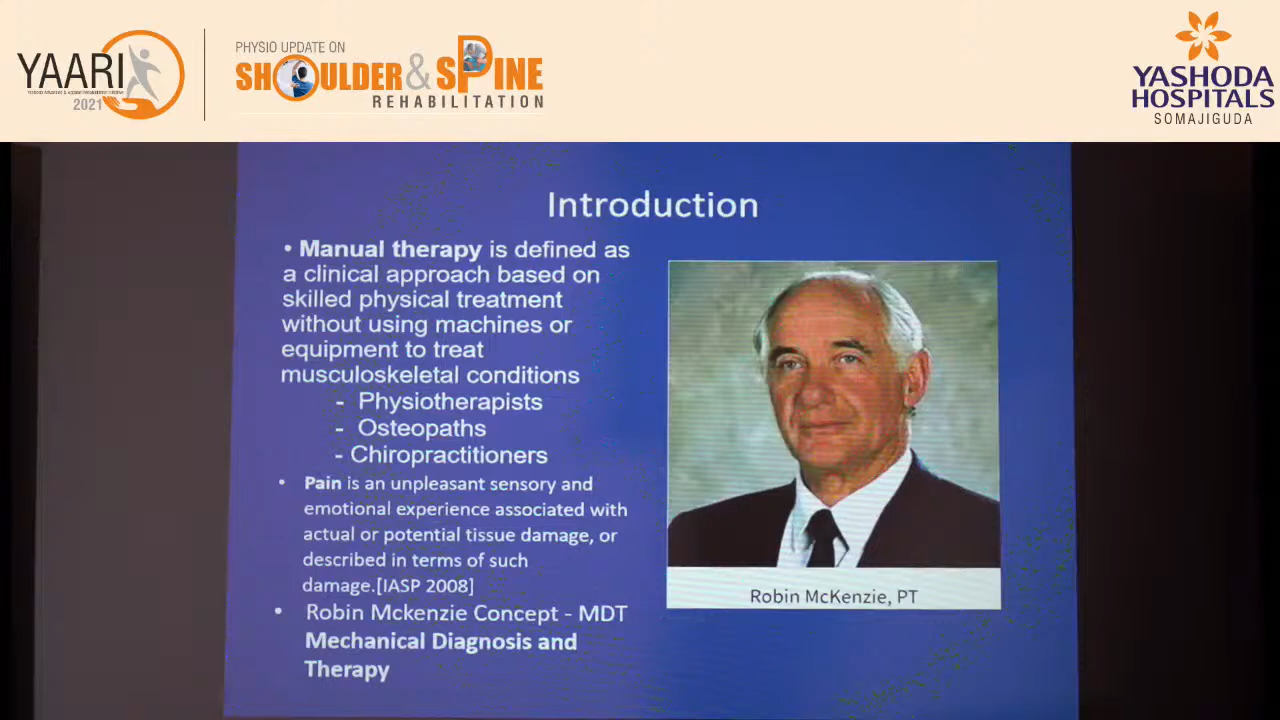 YAARI
2021
PHYSIO UPDATE ON
SHOULDER & SPINE
REHABILITATION
YASHODA
HOSPITALS
SOMAJIGUDA
Introduction
• Manual therapy is defined as
a clinical approach based on
skilled physical treatment
without using machines or
equipment to treat
musculoskeletal conditions
- Physiotherapists
- Osteopaths
- Chiropractitioners
• Pain is an unpleasant sensory and
emotional experience associated with
actual or potential tissue damage, or
described in terms of such
damage.[IASP 2008]
• Robin Mckenzie Concept - MDT
Mechanical Diagnosis and
Therapy
Robin McKenzie, PT